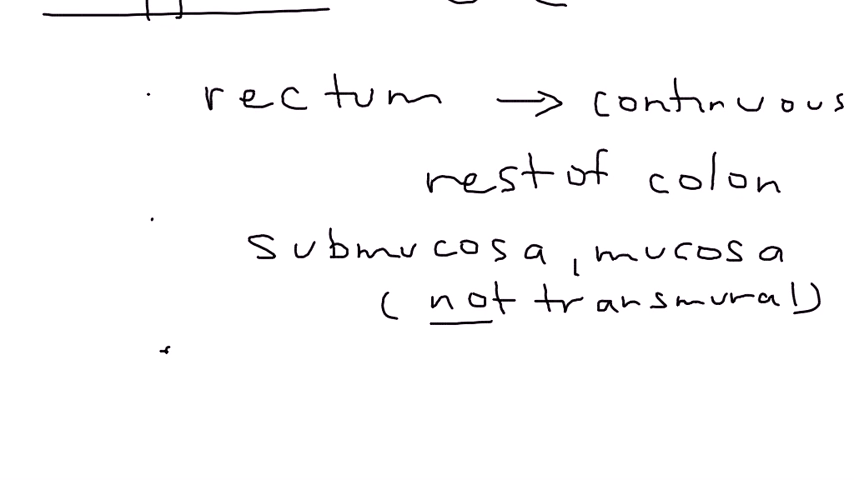 rectum → continuous
rest of colon
submucosa, mucosa
(not transmural)